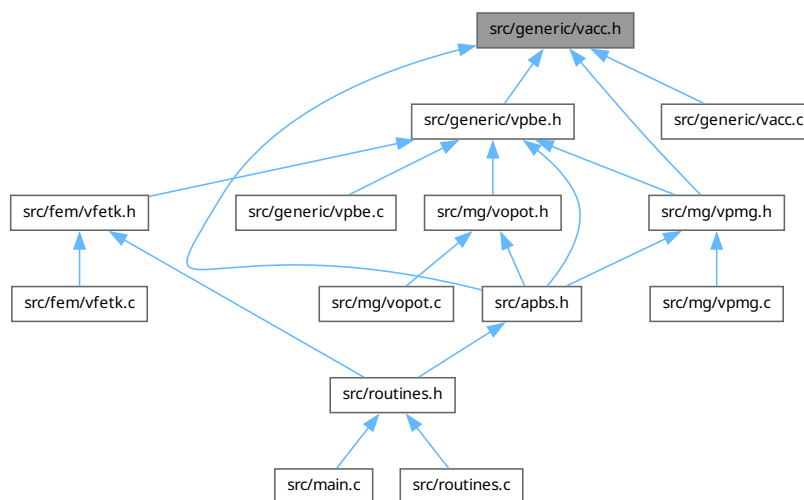 src/generic/vacc.h
src/generic/vpbe.h
src/generic/vacc.c
src/fem/vfetk.h
src/generic/vpbe.c
src/mg/vopot.h
src/mg/vpmg.h
src/fem/vfetk.c
src/mg/vopot.c
src/apbs.h
src/mg/vpmg.c
src/routines.h
src/main.c
src/routines.c